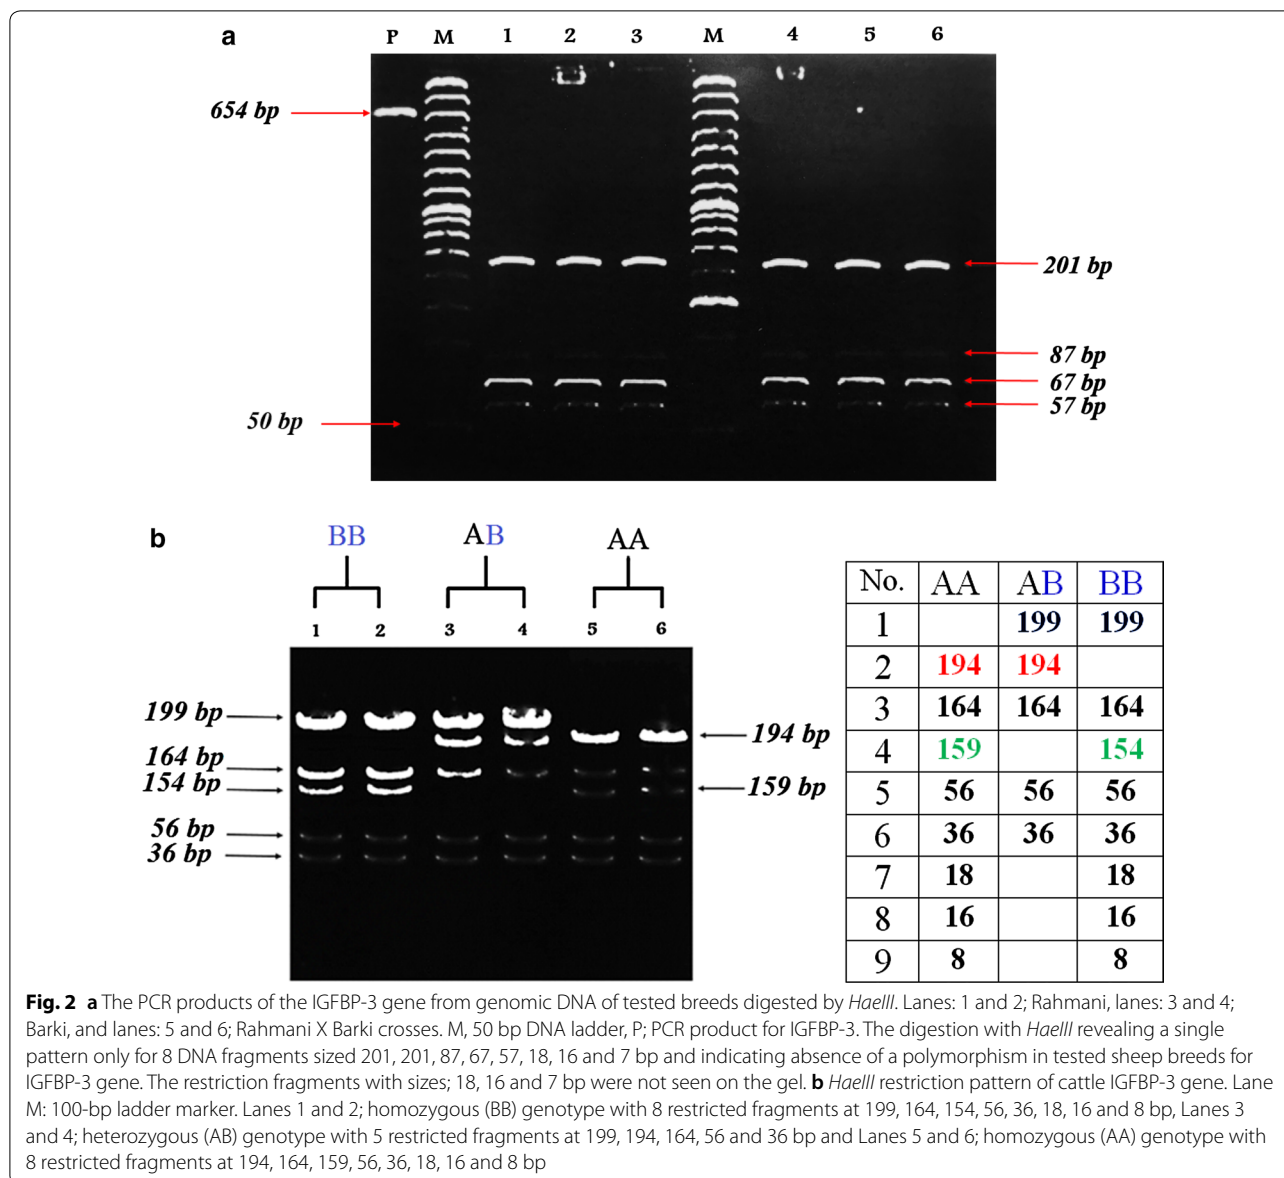 a
P M 1 2 3 M 4 5 6
654 bp
201 bp
87 bp
67 bp
57 bp
50 bp
b
BB AB AA
1 2 3 4 5 6
199 bp
164 bp
154 bp
56 bp
36 bp
194 bp
159 bp
No. AA AB BB
1 199 199
2 194 194
3 164 164 164
4 159 154
5 56 56 56
6 36 36 36
7 18 18
8 16 16
9 8 8
Fig. 2 a The PCR products of the IGFBP-3 gene from genomic DNA of tested breeds digested by HaeIII. Lanes: 1 and 2; Rahmani, lanes: 3 and 4;
Barki, and lanes: 5 and 6; Rahmani X Barki crosses. M, 50 bp DNA ladder, P; PCR product for IGFBP-3. The digestion with HaeIII revealing a single
pattern only for 8 DNA fragments sized 201, 201, 87, 67, 57, 18, 16 and 7 bp and indicating absence of a polymorphism in tested sheep breeds for
IGFBP-3 gene. The restriction fragments with sizes; 18, 16 and 7 bp were not seen on the gel. b HaeIII restriction pattern of cattle IGFBP-3 gene. Lane
M: 100-bp ladder marker. Lanes 1 and 2; homozygous (BB) genotype with 8 restricted fragments at 199, 164, 154, 56, 36, 18, 16 and 8 bp, Lanes 3
and 4; heterozygous (AB) genotype with 5 restricted fragments at 199, 194, 164, 56 and 36 bp and Lanes 5 and 6; homozygous (AA) genotype with
8 restricted fragments at 194, 164, 159, 56, 36, 18, 16 and 8 bp